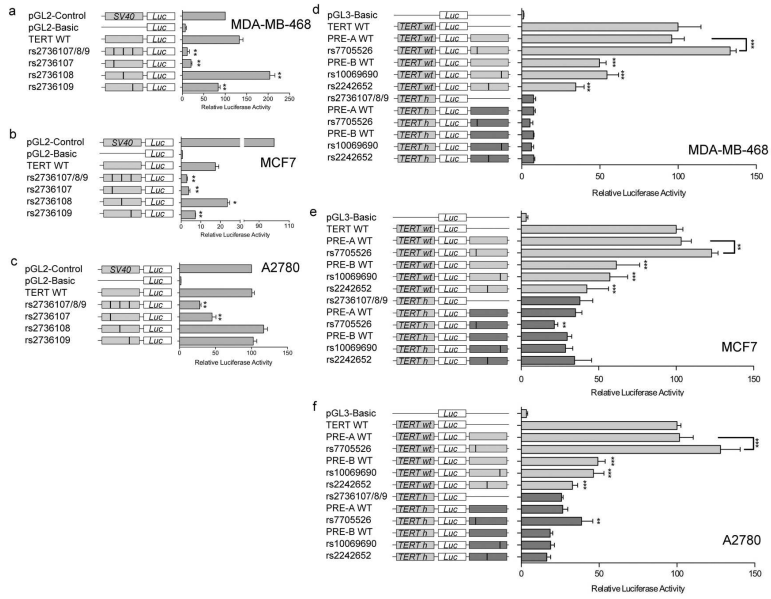 a
pGL2-Control SV40 Luc
pGL2-Basic Luc
TERT WT Luc
rs2736107/8/9 Luc **
rs2736107 Luc **
rs2736108 Luc **
rs2736109 Luc **
MDA-MB-468
0 50 100 150 200 250
Relative Luciferase Activity
b
pGL2-Control SV40 Luc
pGL2-Basic Luc
TERT WT Luc
rs2736107/8/9 Luc **
rs2736107 Luc **
rs2736108 Luc *
rs2736109 Luc **
MCF7
0 10 20 30 90 110
Relative Luciferase Activity
c
pGL2-Control SV40 Luc
pGL2-Basic Luc
TERT WT Luc
rs2736107/8/9 Luc **
rs2736107 Luc **
rs2736108 Luc
rs2736109 Luc
A2780
0 50 100 150
Relative Luciferase Activity
d
pGL3-Basic Luc
TERT WT TERT wt Luc
PRE-A WT TERT wt Luc
rs7705526 TERT wt Luc ***
PRE-B WT TERT wt Luc ***
rs10069690 TERT wt Luc ***
rs2242652 TERT wt Luc ***
rs2736107/8/9 TERT h Luc
PRE-A WT TERT h Luc
rs7705526 TERT h Luc
PRE-B WT TERT h Luc
rs10069690 TERT h Luc
rs2242652 TERT h Luc
MDA-MB-468
0 50 100 150
Relative Luciferase Activity
e
pGL3-Basic Luc
TERT WT TERT wt Luc
PRE-A WT TERT wt Luc
rs7705526 TERT wt Luc **
PRE-B WT TERT wt Luc ***
rs10069690 TERT wt Luc ***
rs2242652 TERT wt Luc ***
rs2736107/8/9 TERT h Luc
PRE-A WT TERT h Luc
rs7705526 TERT h Luc **
PRE-B WT TERT h Luc
rs10069690 TERT h Luc
rs2242652 TERT h Luc
MCF7
0 50 100 150
Relative Luciferase Activity
f
pGL3-Basic Luc
TERT WT TERT wt Luc
PRE-A WT TERT wt Luc
rs7705526 TERT wt Luc ***
PRE-B WT TERT wt Luc ***
rs10069690 TERT wt Luc ***
rs2242652 TERT wt Luc ***
rs2736107/8/9 TERT h Luc
PRE-A WT TERT h Luc
rs7705526 TERT h Luc **
PRE-B WT TERT h Luc
rs10069690 TERT h Luc
rs2242652 TERT h Luc
A2780
0 50 100 150
Relative Luciferase Activity